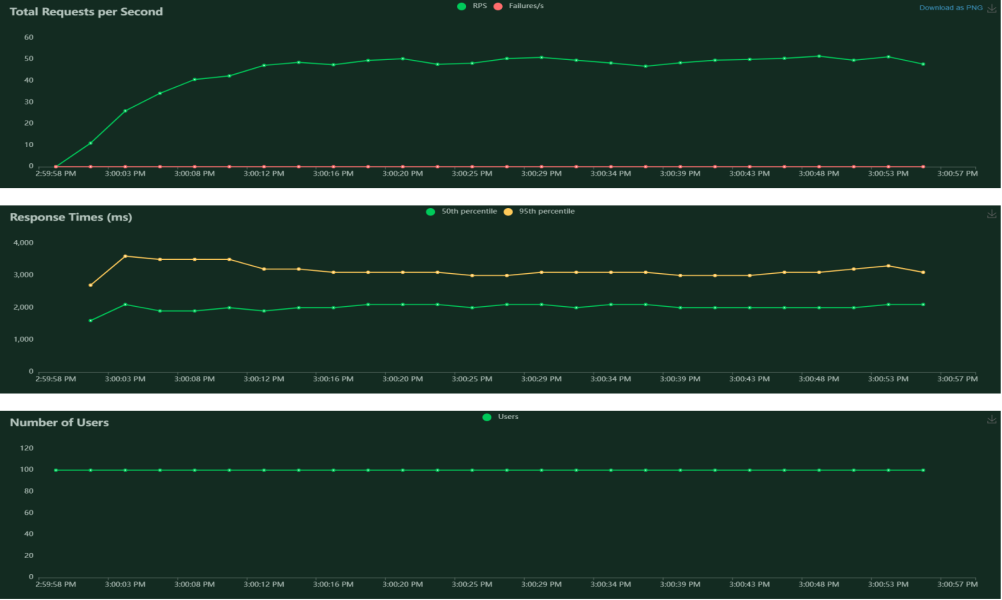 Total Requests per Second
RPS Failures/s
Download as PNG
60
50
40
30
20
10
0
2:59:58 PM 3:00:03 PM 3:00:08 PM 3:00:12 PM 3:00:16 PM 3:00:20 PM 3:00:25 PM 3:00:29 PM 3:00:34 PM 3:00:39 PM 3:00:43 PM 3:00:48 PM 3:00:53 PM 3:00:57 PM
Response Times (ms)
50th percentile 95th percentile
4,000
3,000
2,000
1,000
0
2:59:58 PM 3:00:03 PM 3:00:08 PM 3:00:12 PM 3:00:16 PM 3:00:20 PM 3:00:25 PM 3:00:29 PM 3:00:34 PM 3:00:39 PM 3:00:43 PM 3:00:48 PM 3:00:53 PM 3:00:57 PM
Number of Users
Users
120
100
80
60
40
20
0
2:59:58 PM 3:00:03 PM 3:00:08 PM 3:00:12 PM 3:00:16 PM 3:00:20 PM 3:00:25 PM 3:00:29 PM 3:00:34 PM 3:00:39 PM 3:00:43 PM 3:00:48 PM 3:00:53 PM 3:00:57 PM